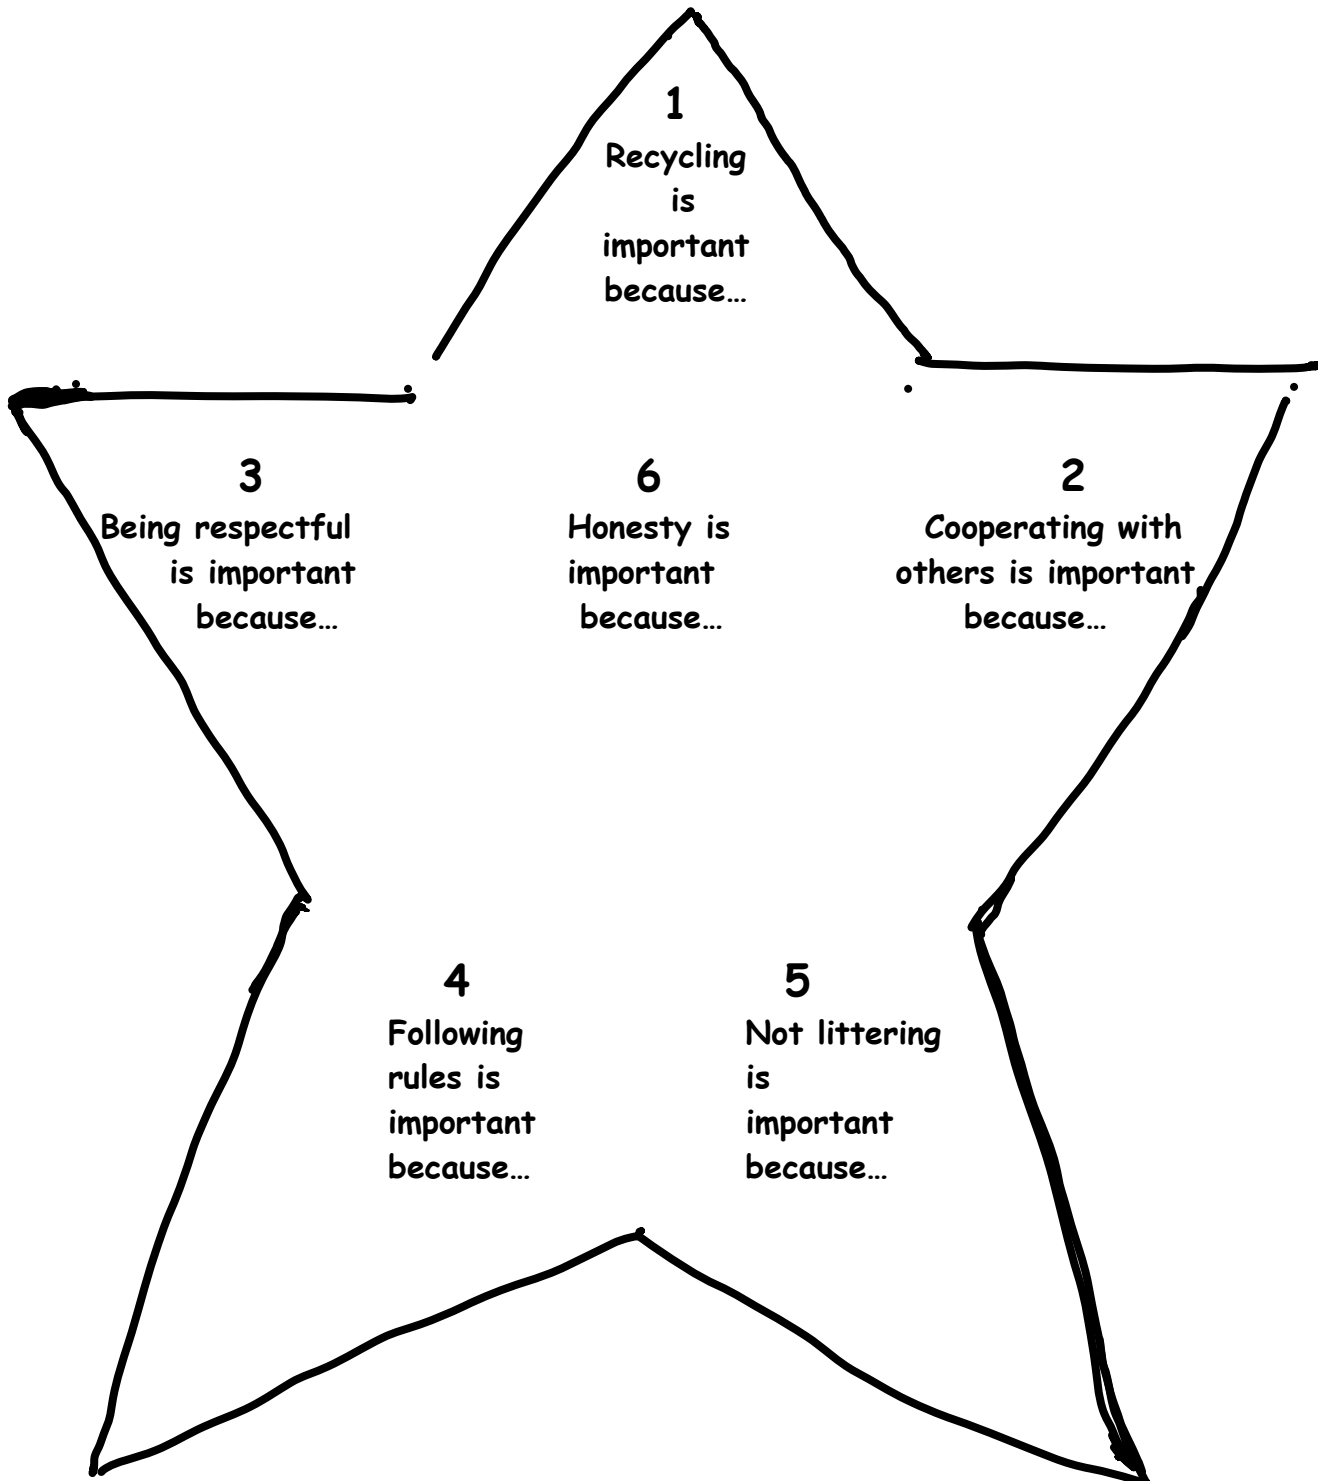 1
Recycling
is
important
because...
3
Being respectful
is important
because...
6
Honesty is
important
because...
2
Cooperating with
others is important
because...
4
Following
rules is
important
because...
5
Not littering
is
important
because...